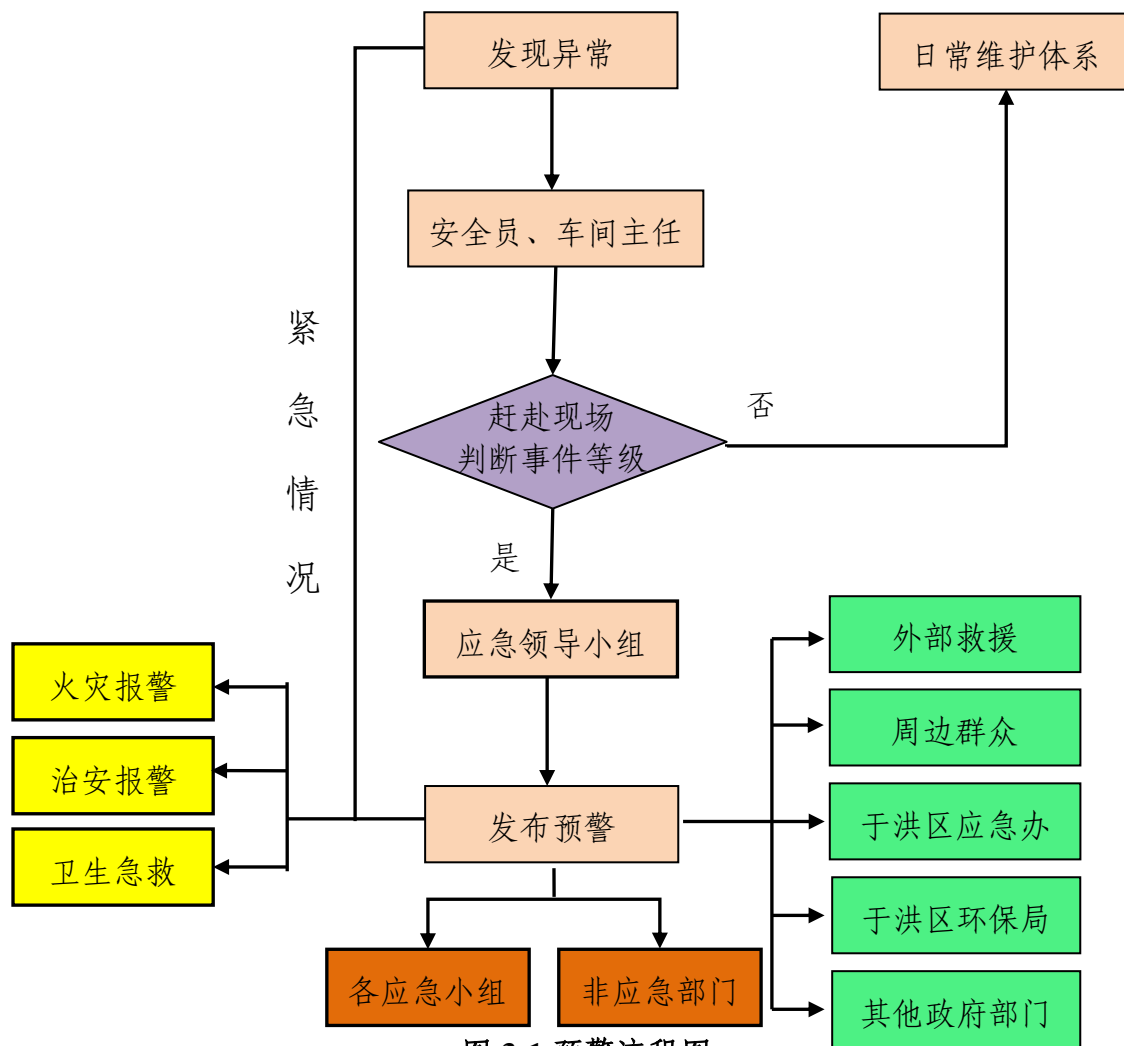 发现异常
日常维护体系
安全员、车间主任
紧
急
情
况
赶赴现场
判断事件等级
否
是
应急领导小组
火灾报警
治安报警
卫生急救
发布预警
外部救援
周边群众
于洪区应急办
于洪区环保局
其他政府部门
各应急小组
非应急部门